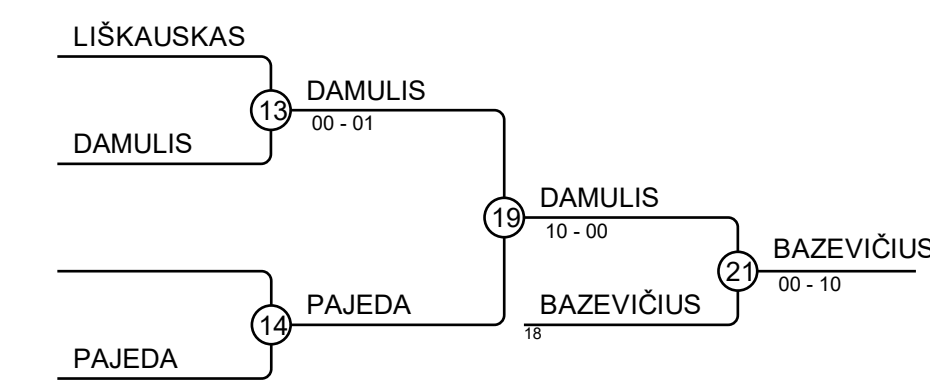 LIŠKAUSKAS
13
DAMULIS
00 - 01
DAMULIS
19
DAMULIS
10 - 00
21
BAZEVIČIUS
00 - 10
14
PAJEDA
BAZEVIČIUS
18
PAJEDA